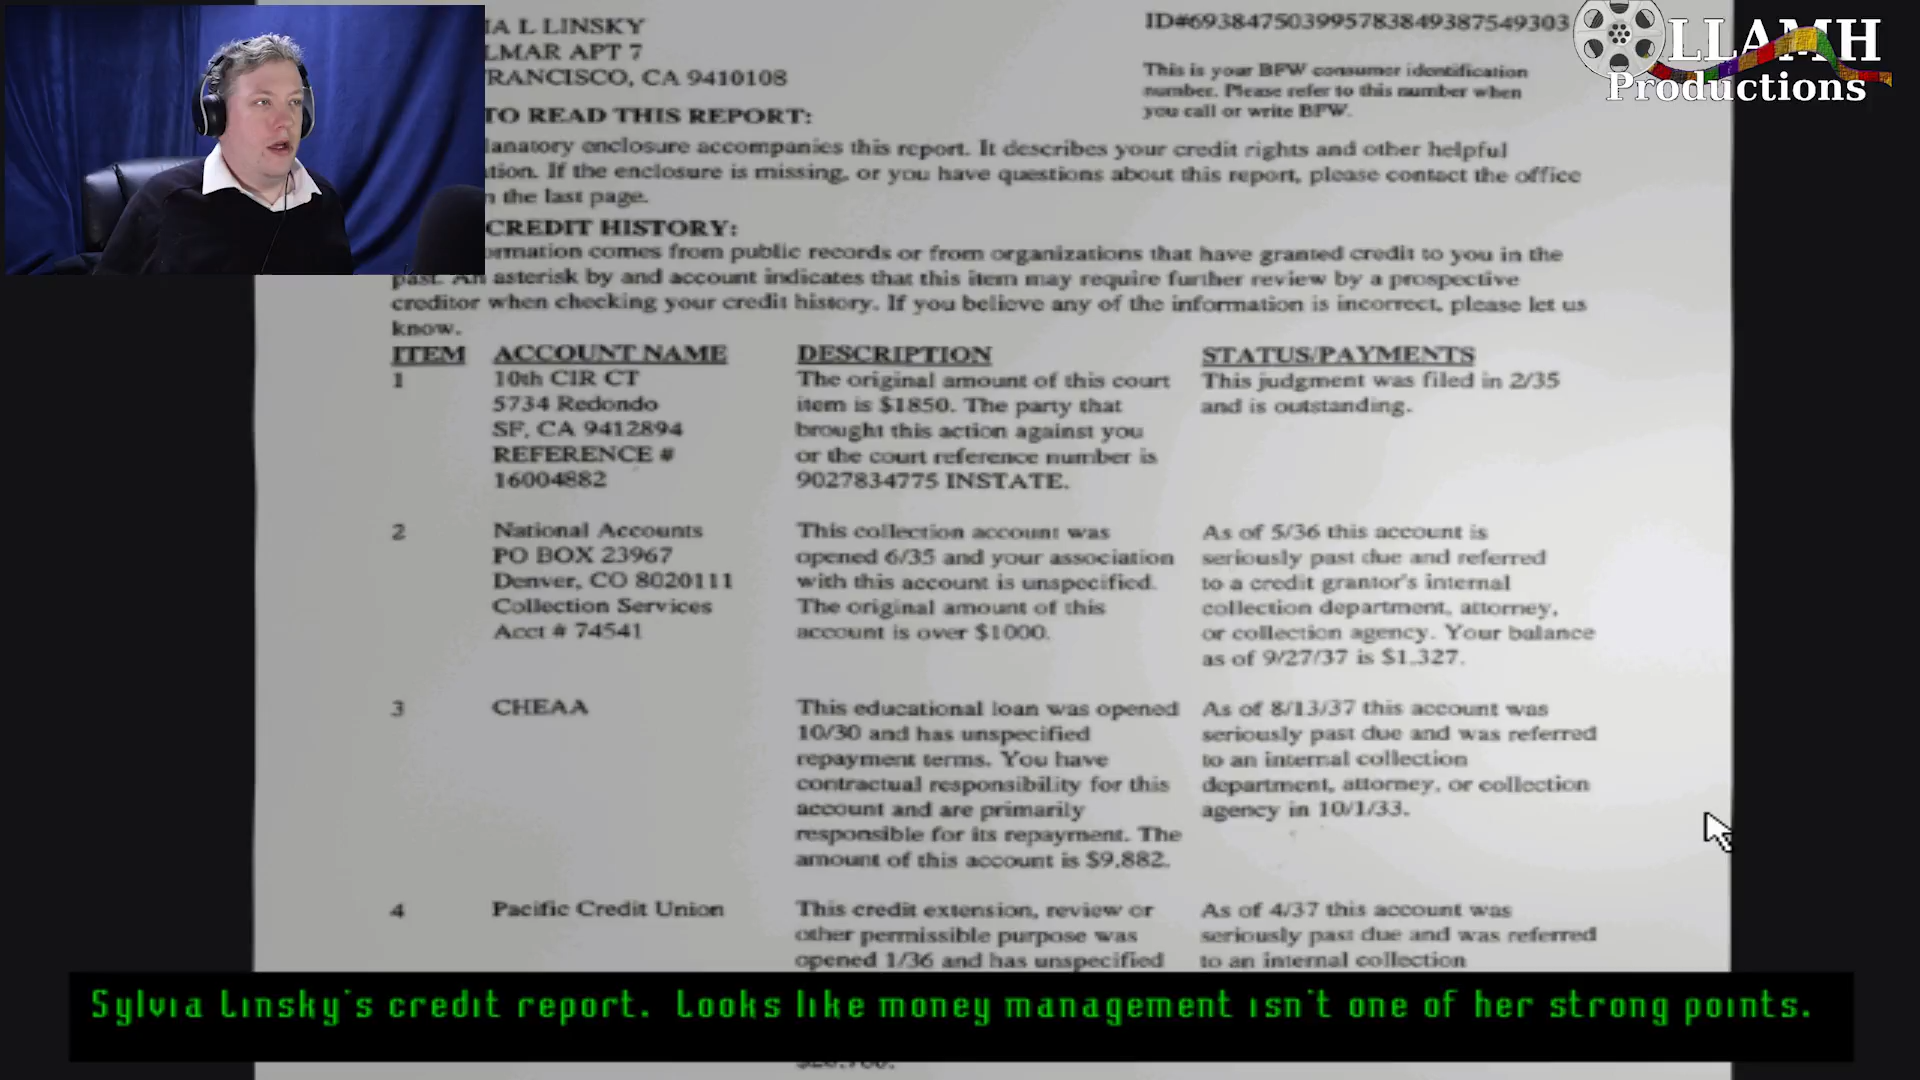 IA L LINSKY
LMAR APT 7
RANCISCO, CA 9410108
ID#693847503995783849387549303
This is your BFW consumer identification
number. Please refer to this number when
you call or write BFW.
LLAMH
Productions
TO READ THIS REPORT:
lanatory enclosure accompanies this report. It describes your credit rights and other helpful
tion. If the enclosure is missing, or you have questions about this report, please contact the office
n the last page.
CREDIT HISTORY:
ormation comes from public records or from organizations that have granted credit to you in the
past. An asterisk by and account indicates that this item may require further review by a prospective
creditor when checking your credit history. If you believe any of the information is incorrect, please let us
know.
ITEM ACCOUNT NAME DESCRIPTION STATUS/PAYMENTS
1 10th CIR CT The original amount of this court This judgment was filed in 2/35
5734 Redondo item is $1850. The party that and is outstanding.
SF, CA 9412894 brought this action against you
REFERENCE # or the court reference number is
16004882 9027834775 INSTATE.
2 National Accounts This collection account was As of 5/36 this account is
PO BOX 23967 opened 6/35 and your association seriously past due and referred
Denver, CO 8020111 with this account is unspecified. to a credit grantor's internal
Collection Services The original amount of this collection department, attorney,
Acct # 74541 account is over $1000. or collection agency. Your balance
as of 9/27/37 is $1,327.
3 CHEAA This educational loan was opened As of 8/13/37 this account was
10/30 and has unspecified seriously past due and was referred
repayment terms. You have to an internal collection
contractual responsibility for this department, attorney, or collection
account and are primarily agency in 10/1/33.
responsible for its repayment. The
amount of this account is $9,882.
4 Pacific Credit Union This credit extension, review or As of 4/37 this account was
other permissible purpose was seriously past due and was referred
opened 1/36 and has unspecified to an internal collection
Sylvia Linsky's credit report. Looks like money management isn't one of her strong points.